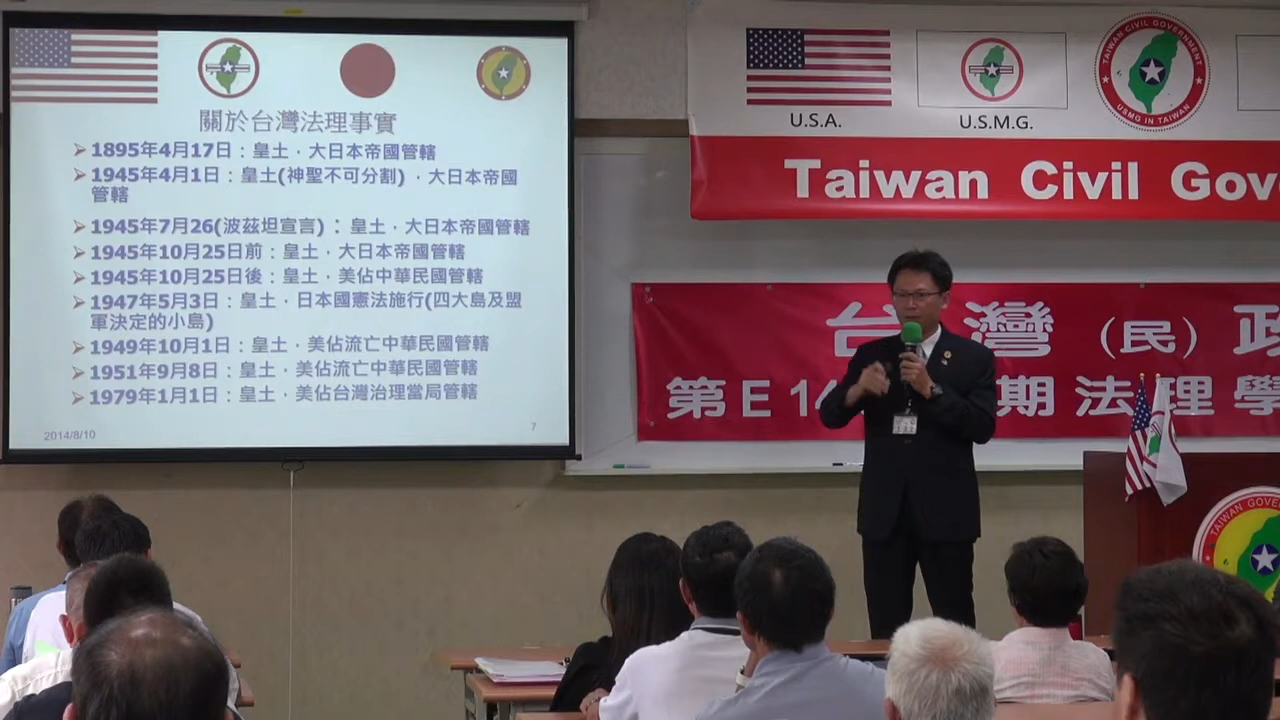 關於台灣法理事實
➢1895年4月17日：皇土，大日本帝國管轄
➢1945年4月1日：皇土(神聖不可分割)，大日本帝國
管轄
➢1945年7月26(波茲坦宣言)：皇土，大日本帝國管轄
➢1945年10月25日前：皇土，大日本帝國管轄
➢1945年10月25日後：皇土，美佔中華民國管轄
➢1947年5月3日：皇土，日本國憲法施行(四大島及盟
軍決定的小島)
➢1949年10月1日：皇土，美佔流亡中華民國管轄
➢1951年9月8日：皇土，美佔流亡中華民國管轄
➢1979年1月1日：皇土，美佔台灣治理當局管轄
2014/8/10
7
U.S.A.
U.S.M.G.
TAIWAN CIVIL GOVERNMENT
USMG IN TAIWAN
Taiwan Civil Gov
台灣（民）政
第E1 期法理學
TAIWAN GOVER